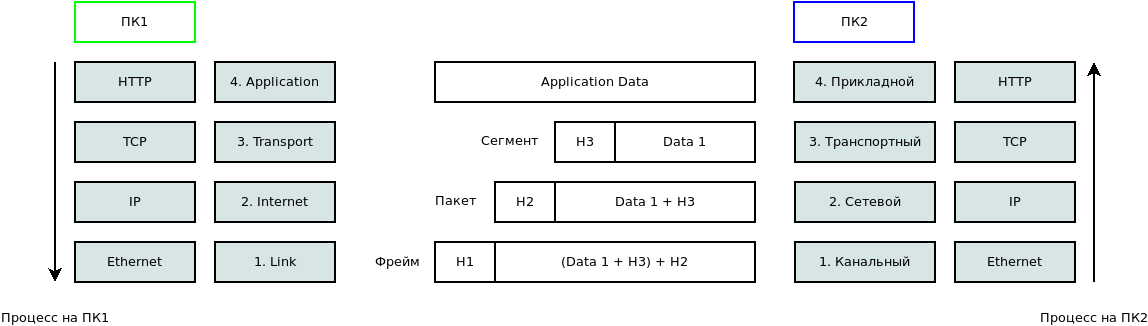 ПК1
ПК2
HTTP
4. Application
Application Data
4. Прикладной
HTTP
TCP
3. Transport
Сегмент
H3
Data 1
3. Транспортный
TCP
IP
2. Internet
Пакет
H2
Data 1 + H3
2. Сетевой
IP
Ethernet
1. Link
Фрейм
H1
(Data 1 + H3) + H2
1. Канальный
Ethernet
Процесс на ПК1
Процесс на ПК2